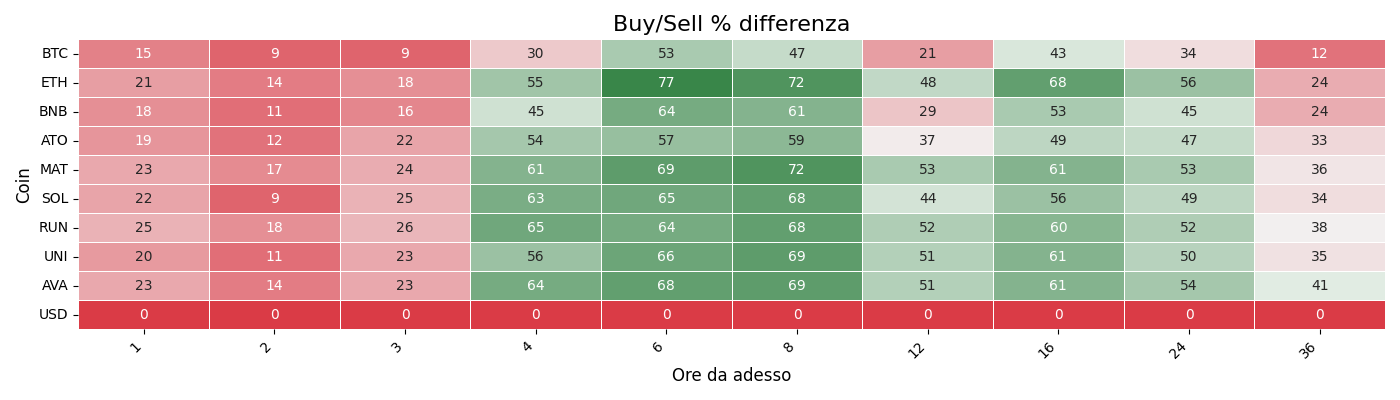 Buy/Sell % differenza
Coin
BTC 15 9 9 30 53 47 21 43 34 12
ETH 21 14 18 55 77 72 48 68 56 24
BNB 18 11 16 45 64 61 29 53 45 24
ATO 19 12 22 54 57 59 37 49 47 33
MAT 23 17 24 61 69 72 53 61 53 36
SOL 22 9 25 63 65 68 44 56 49 34
RUN 25 18 26 65 64 68 52 60 52 38
UNI 20 11 23 56 66 69 51 61 50 35
AVA 23 14 23 64 68 69 51 61 54 41
USD 0 0 0 0 0 0 0 0 0 0
1 2 3 4 6 8 12 16 24 36
Ore da adesso